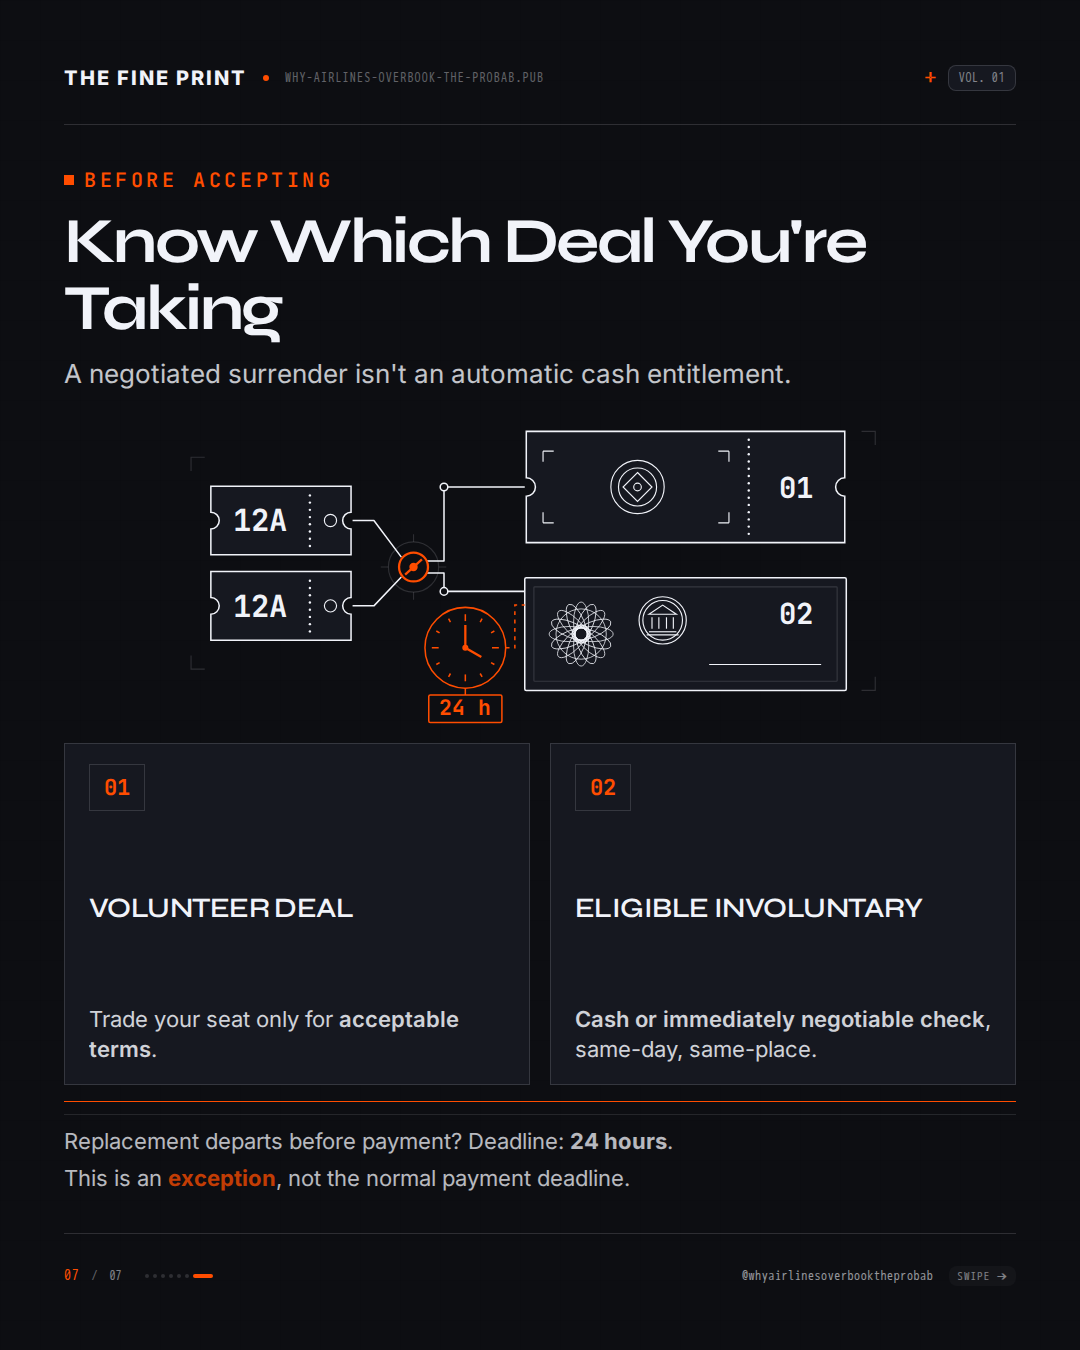 THE FINE PRINT • WHY-AIRLINES-OVERBOOK-THE-PROBAB.PUB
+ VOL. 01
BEFORE ACCEPTING
Know Which Deal You're
Taking
A negotiated surrender isn't an automatic cash entitlement.
12A
12A
01
02
24 h
01
VOLUNTEER DEAL
Trade your seat only for acceptable
terms.
02
ELIGIBLE INVOLUNTARY
Cash or immediately negotiable check,
same-day, same-place.
Replacement departs before payment? Deadline: 24 hours.
This is an exception, not the normal payment deadline.
07 / 07
@whyairlinesoverbooktheprobab
SWIPE →